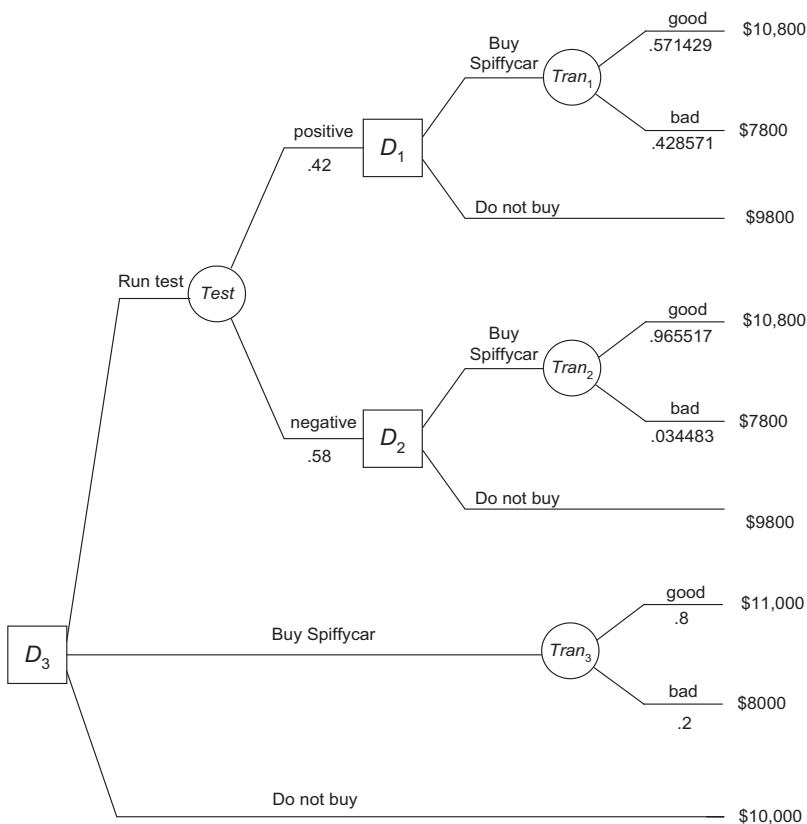 good
$10,800
.571429
Buy
Spiffycar
Tran1
bad
$7800
.428571
positive
.42
D1
Do not buy
$9800
Run test
Test
good
$10,800
.965517
Buy
Spiffycar
Tran2
bad
$7800
.034483
negative
.58
D2
Do not buy
$9800
good
$11,000
.8
Buy Spiffycar
Tran3
D3
bad
$8000
.2
Do not buy
$10,000